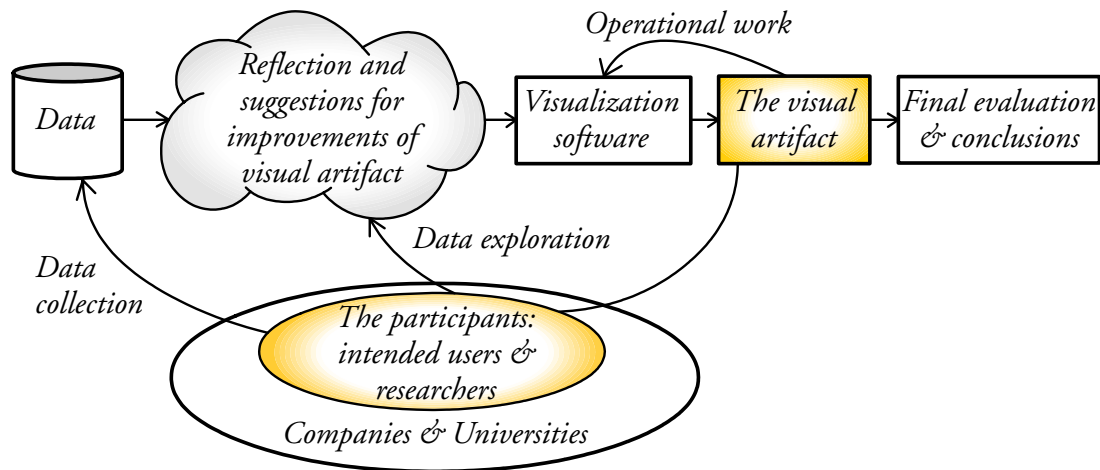 Operational work
Data
Reflection and
suggestions for
improvements of
visual artifact
Visualization
software
The visual
artifact
Final evaluation
& conclusions
Data exploration
Data
collection
The participants:
intended users &
researchers
Companies & Universities